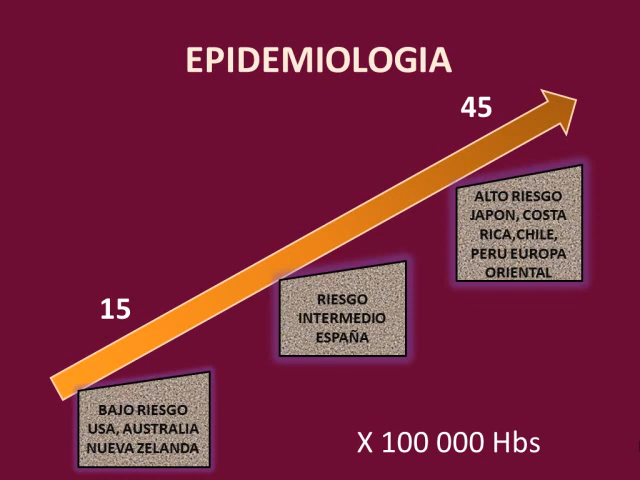 EPIDEMIOLOGIA
45
ALTO RIESGO
JAPON, COSTA
RICA,CHILE,
PERU EUROPA
ORIENTAL
15
RIESGO
INTERMEDIO
ESPAÑA
BAJO RIESGO
USA, AUSTRALIA
NUEVA ZELANDA
X 100 000 Hbs